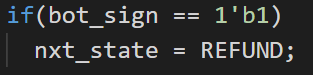 if(bot_sign == 1'b1)
nxt_state = REFUND;